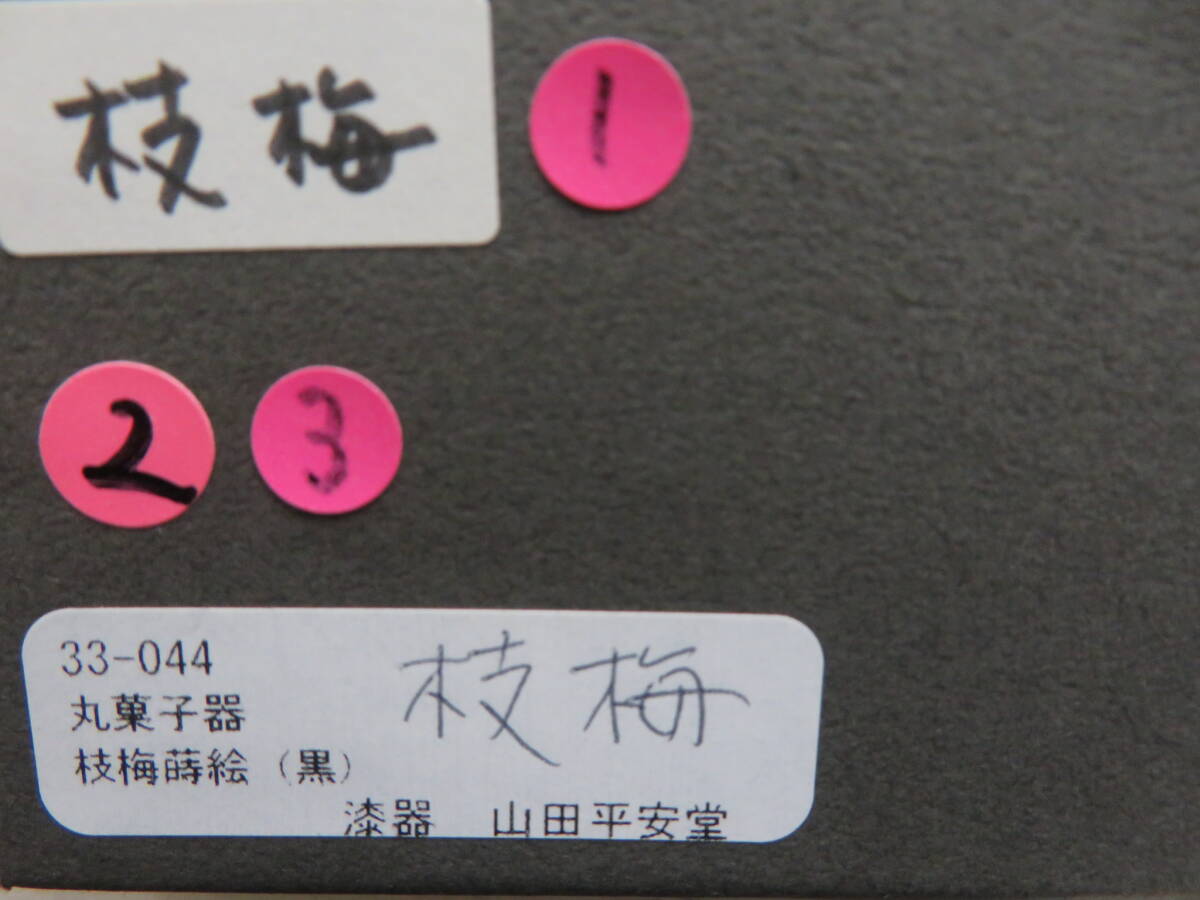 枝梅
1
2 3
33-044
枝梅
丸菓子器
枝梅蒔絵（黒）
漆器　山田平安堂